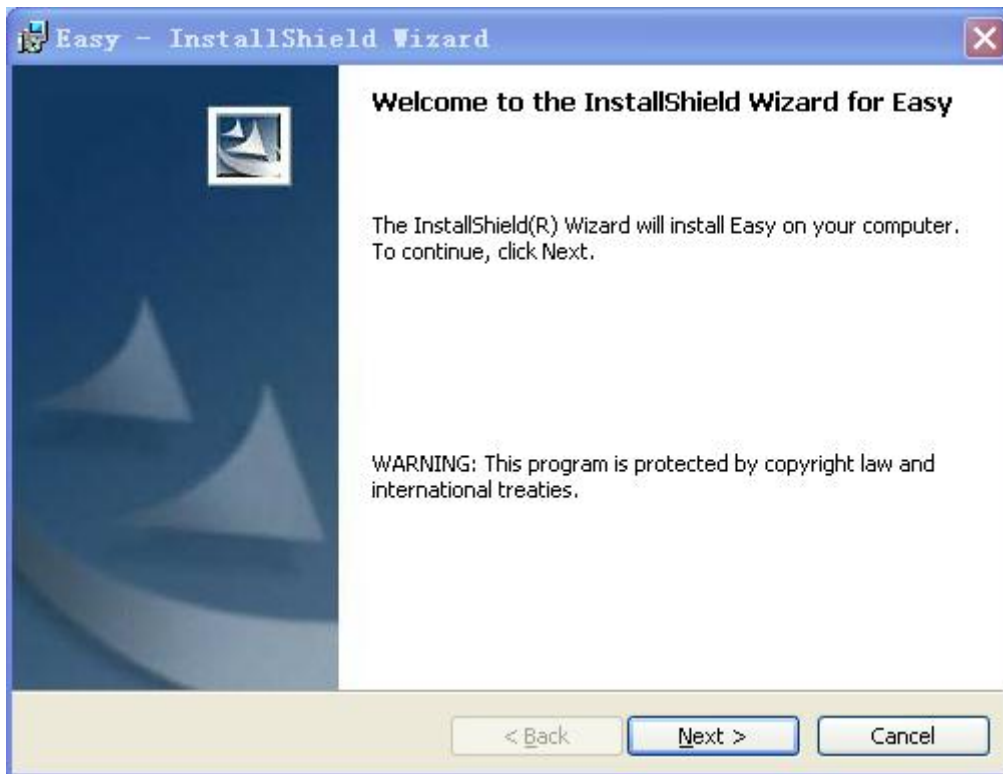 Easy - InstallShield Wizard
Welcome to the InstallShield Wizard for Easy
The InstallShield(R) Wizard will install Easy on your computer.
To continue, click Next.
WARNING: This program is protected by copyright law and
international treaties.
< Back Next > Cancel